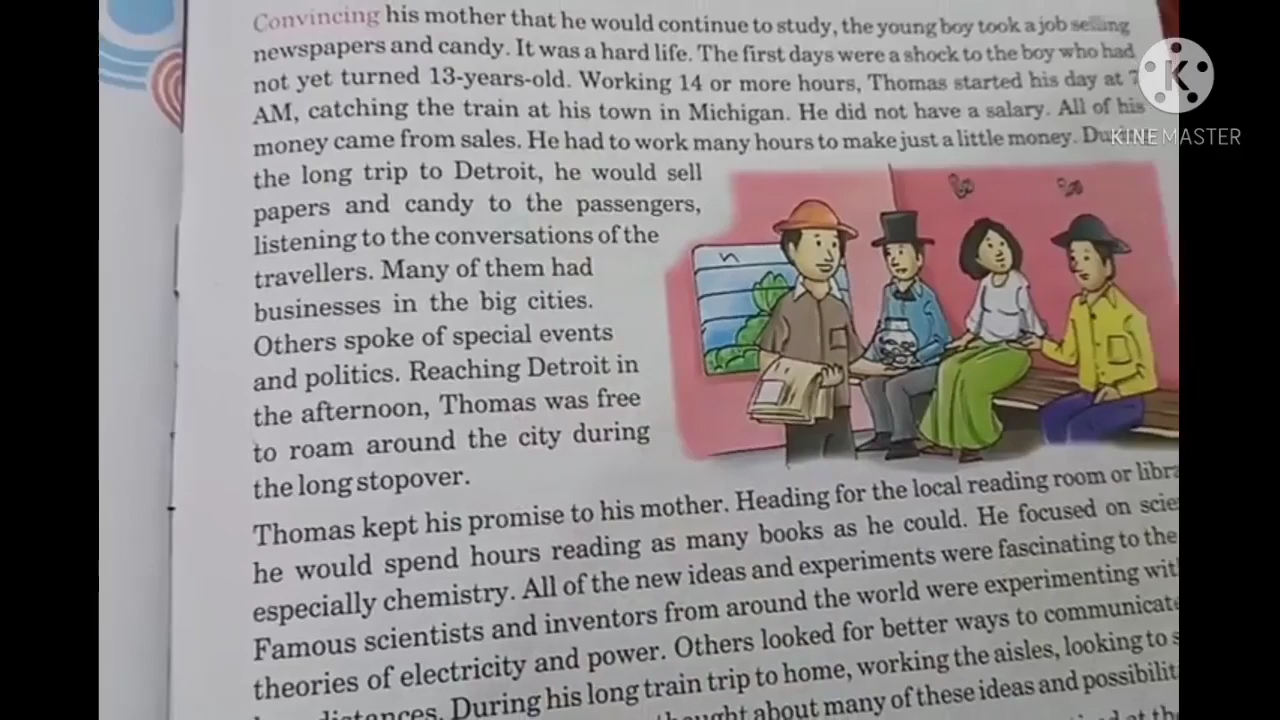 Convincing his mother that he would continue to study, the young boy took a job selling
newspapers and candy. It was a hard life. The first days were a shock to the boy who had
not yet turned 13-years-old. Working 14 or more hours, Thomas started his day at 7
AM, catching the train at his town in Michigan. He did not have a salary. All of his
money came from sales. He had to work many hours to make just a little money.
the long trip to Detroit, he would sell
papers and candy to the passengers,
listening to the conversations of the
travellers. Many of them had
businesses in the big cities.
Others spoke of special events
and politics. Reaching Detroit in
the afternoon, Thomas was free
to roam around the city during
the long stopover.
Thomas kept his promise to his mother. Heading for the local reading room or
he would spend hours reading as many books as he could. He focused on
especially chemistry. All of the new ideas and experiments were fascinating to the
Famous scientists and inventors from around the world were experimenting
theories of electricity and power. Others looked for better ways to
During his long train trip to home, working the aisles, looking to
about many of these ideas and
K
KINEMASTER